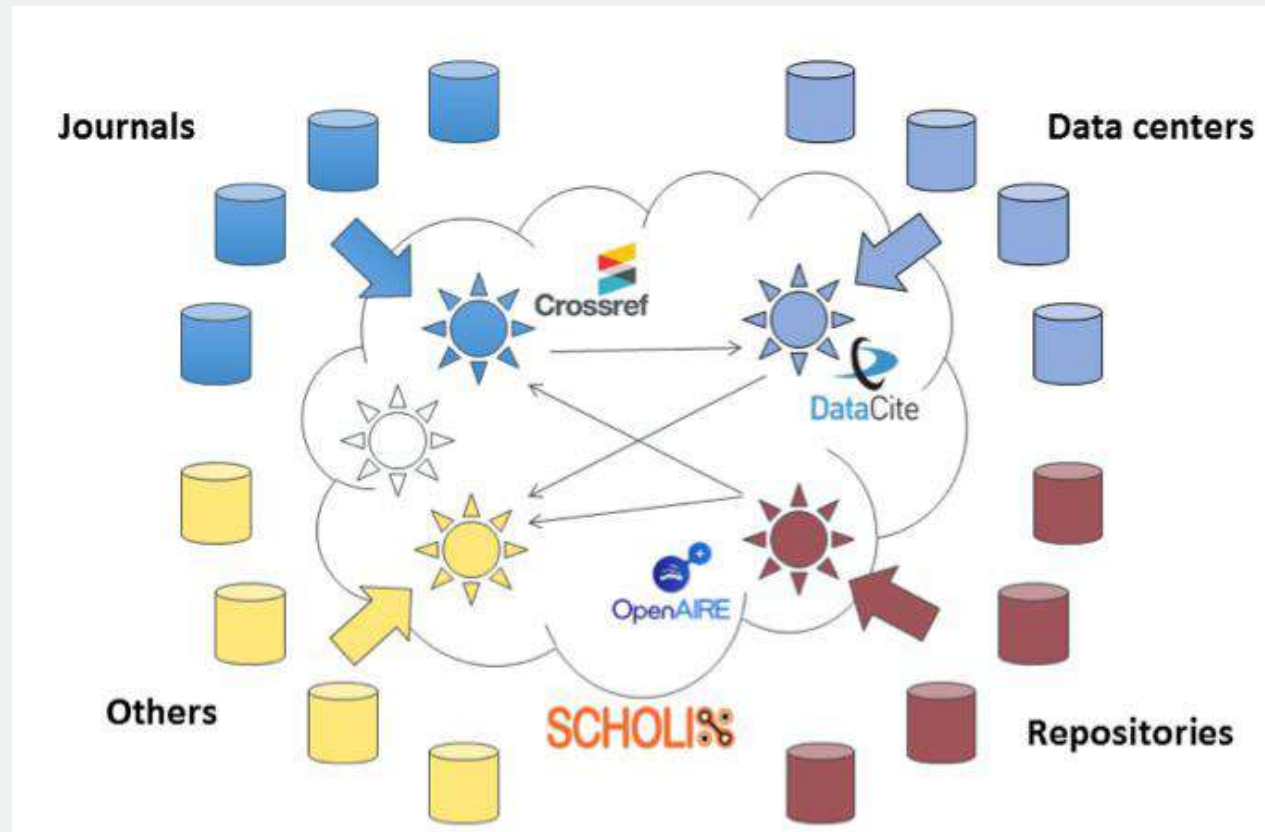 Journals
Data centers
Crossref
DataCite
OpenAIRE
Others
SCHOLIX
Repositories